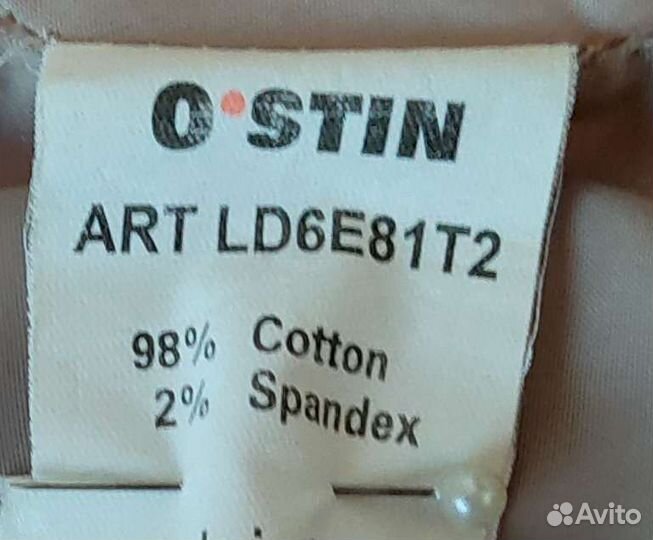 O·STIN
ART LD6E81T2
98% Cotton
2% Spandex
Avito